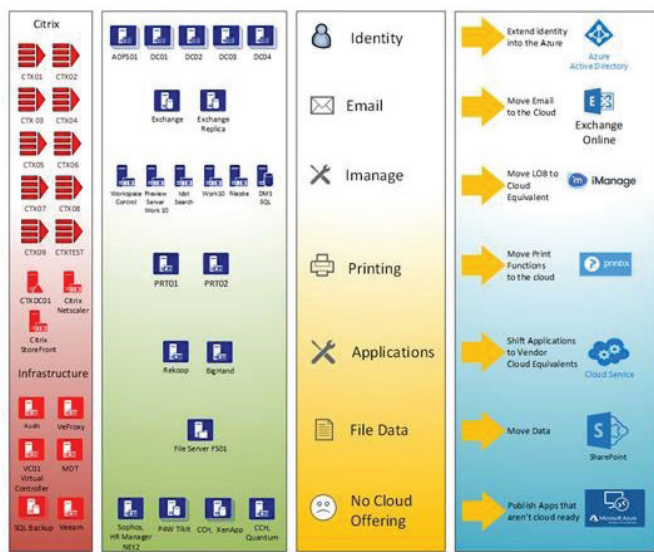 Citrix
CTX01
CTX02
CTX03
CTX04
CTX05
CTX06
CTX07
CTX08
CTX09
CTXTEST
CTXDC01
Citrix
Netscaler
Citrix
StoreFront
Infrastructure
Audit
VeProxy
VC01
Virtual
Controller
MDT
SQL Backup
Veeam
ADFS01
DC01
DC02
DC03
DC04
Exchange
Exchange
Replica
Workspace
Control
Preview
Server
Work 10
Idol
Search
Work10
Filesite
DMS
SQL
PRT01
PRT02
Rekoop
BigHand
File Server FS01
Sophos,
HR Manager
NEt2
P4W Tikit
CCH, XenApp
CCH,
Quantum
Identity
Email
Imanage
Printing
Applications
File Data
No Cloud
Offering
Extend identity
into the Azure
Azure
Active Directory
Move Email
to the Cloud
E
Exchange
Online
Move LOB to
Cloud
Equivalent
m
iManage
Move Print
Functions
to the cloud
printix
Shift Applications
to Vendor
Cloud Equivalents
Cloud Service
Move Data
S
SharePoint
Publish Apps that
aren't cloud ready
Microsoft Azure